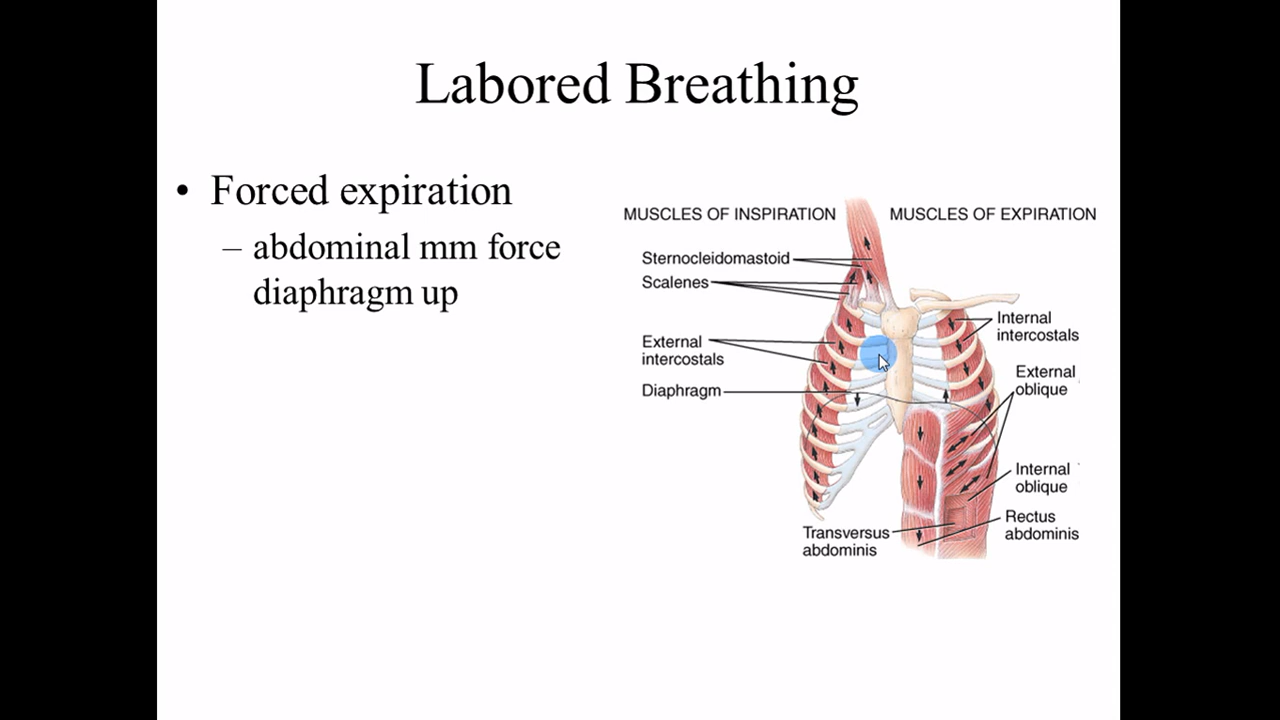 Labored Breathing
• Forced expiration
– abdominal mm force
diaphragm up
MUSCLES OF INSPIRATION
MUSCLES OF EXPIRATION
Sternocleidomastoid
Scalenes
External
intercostals
Diaphragm
Internal
intercostals
External
oblique
Internal
oblique
Rectus
abdominis
Transversus
abdominis